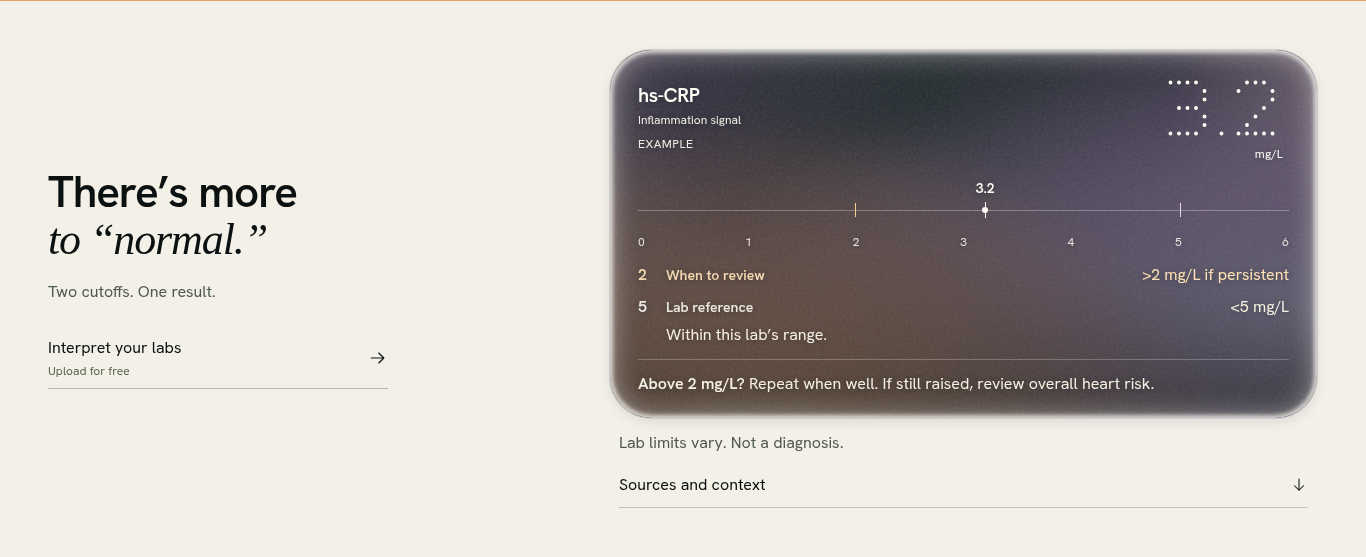 There’s more
to “normal.”
Two cutoffs. One result.
Interpret your labs
Upload for free
hs-CRP
Inflammation signal
EXAMPLE
3.2
mg/L
3.2
0 1 2 3 4 5 6
2 When to review >2 mg/L if persistent
5 Lab reference <5 mg/L
Within this lab’s range.
Above 2 mg/L? Repeat when well. If still raised, review overall heart risk.
Lab limits vary. Not a diagnosis.
Sources and context